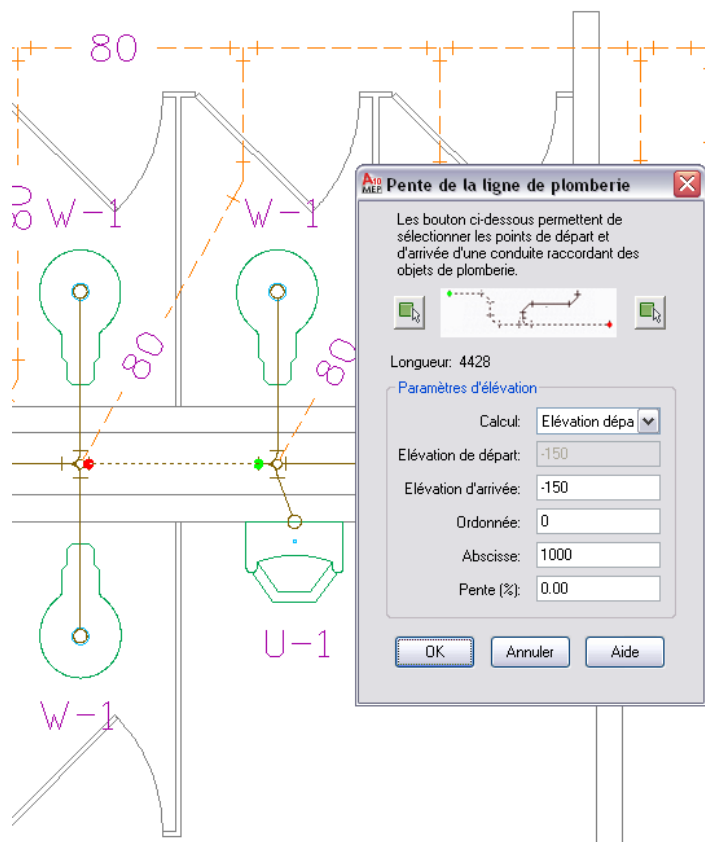 80
80
W-1
W-1
80
80
A10
MEP
Pente de la ligne de plomberie
Les bouton ci-dessous permettent de
sélectionner les points de départ et
d'arrivée d'une conduite raccordant des
objets de plomberie.
Longueur: 4428
Paramètres d'élévation
Calcul: Elévation dépa
Elévation de départ: -150
Elévation d'arrivée: -150
Ordonnée: 0
Abscisse: 1000
Pente (%): 0.00
OK Annuler Aide
U-1
W-1